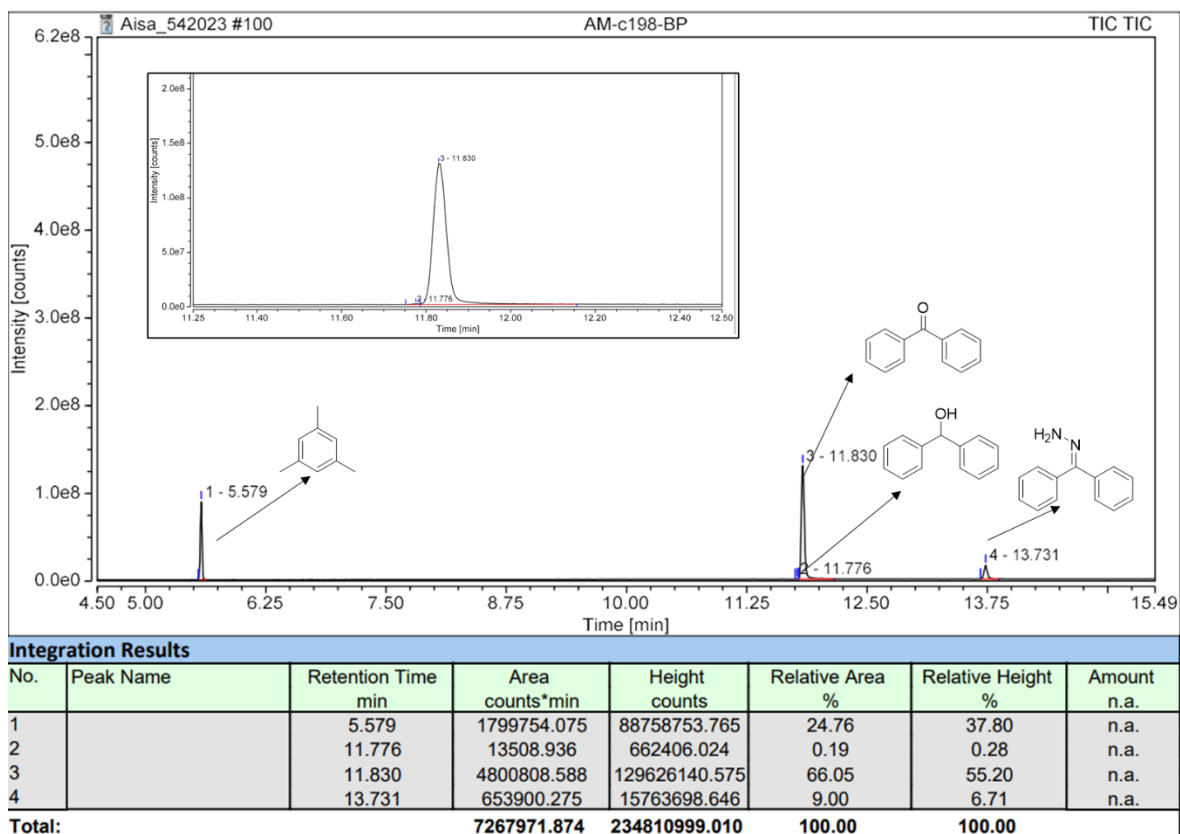 Aisa_542023 #100 AM-c198-BP TIC TIC
6.2e8
5.0e8
4.0e8
3.0e8
2.0e8
1.0e8
0.0e0
Intensity [counts]
2.0e8
1.5e8
1.0e8
5.0e7
0.0e0
Intensity [counts]
3 - 11.830
2 - 11.776
11.25 11.40 11.60 11.80 12.00 12.20 12.40 12.50
Time [min]
O
OH
H₂N
N
1 - 5.579
3 - 11.830
2 - 11.776
4 - 13.731
4.50 5.00 6.25 7.50 8.75 10.00 11.25 12.50 13.75 15.49
Time [min]
Integration Results
No. Peak Name Retention Time Area Height Relative Area Relative Height Amount
min counts*min counts % % n.a.
1 5.579 1799754.075 88758753.765 24.76 37.80 n.a.
2 11.776 13508.936 662406.024 0.19 0.28 n.a.
3 11.830 4800808.588 129626140.575 66.05 55.20 n.a.
4 13.731 653900.275 15763698.646 9.00 6.71 n.a.
Total: 7267971.874 234810999.010 100.00 100.00